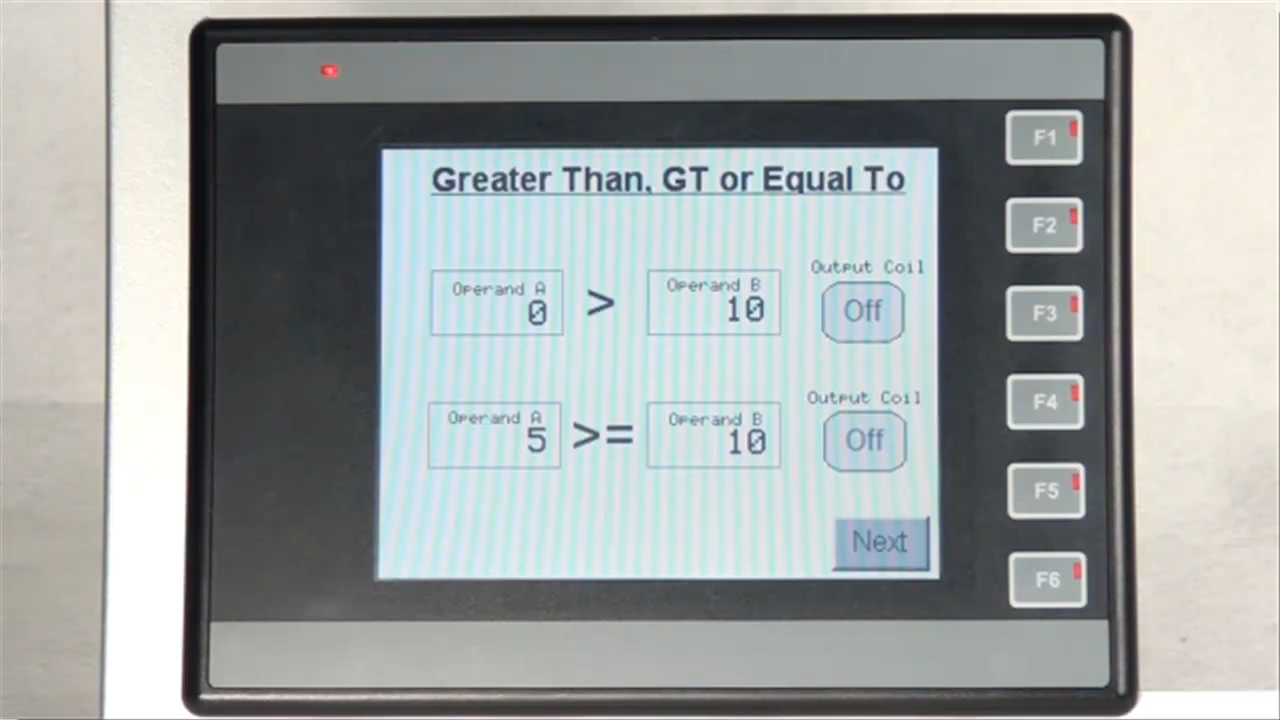 Greater Than, GT or Equal To
Operand A
0
>
Operand B
10
Output Coil
Off
Operand A
5
>=
Operand B
10
Output Coil
Off
Next
F1
F2
F3
F4
F5
F6